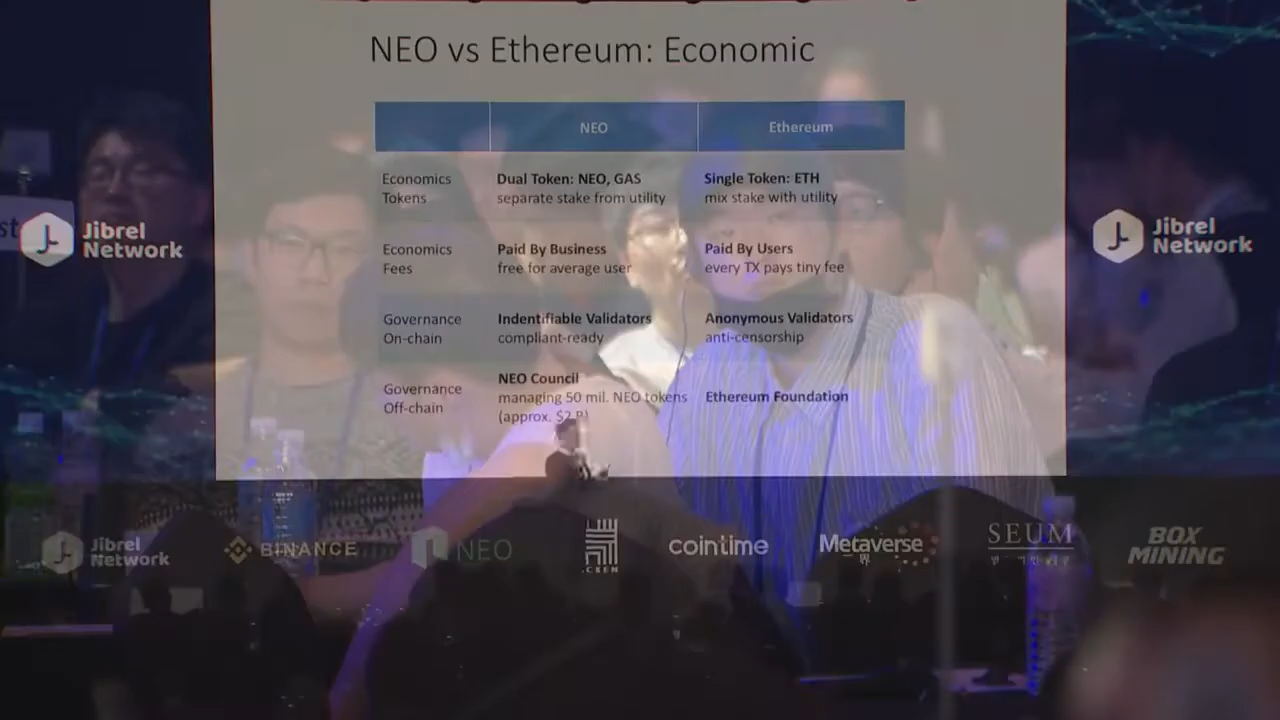 NEO vs Ethereum: Economic
NEO
Ethereum
Economics
Tokens
Dual Token: NEO, GAS
separate stake from utility
Single Token: ETH
mix stake with utility
Economics
Fees
Paid By Business
free for average user
Paid By Users
every TX pays tiny fee
Governance
On-chain
Indentifiable Validators
compliant-ready
Anonymous Validators
anti-censorship
Governance
Off-chain
NEO Council
managing 50 mil. NEO tokens
(approx. $2 B)
Ethereum Foundation
st
Jibrel
Network
Jibrel
Network
Jibrel
Network
BINANCE
NEO
.CKEN
cointime
Metaverse
SEUM
BOX
MINING